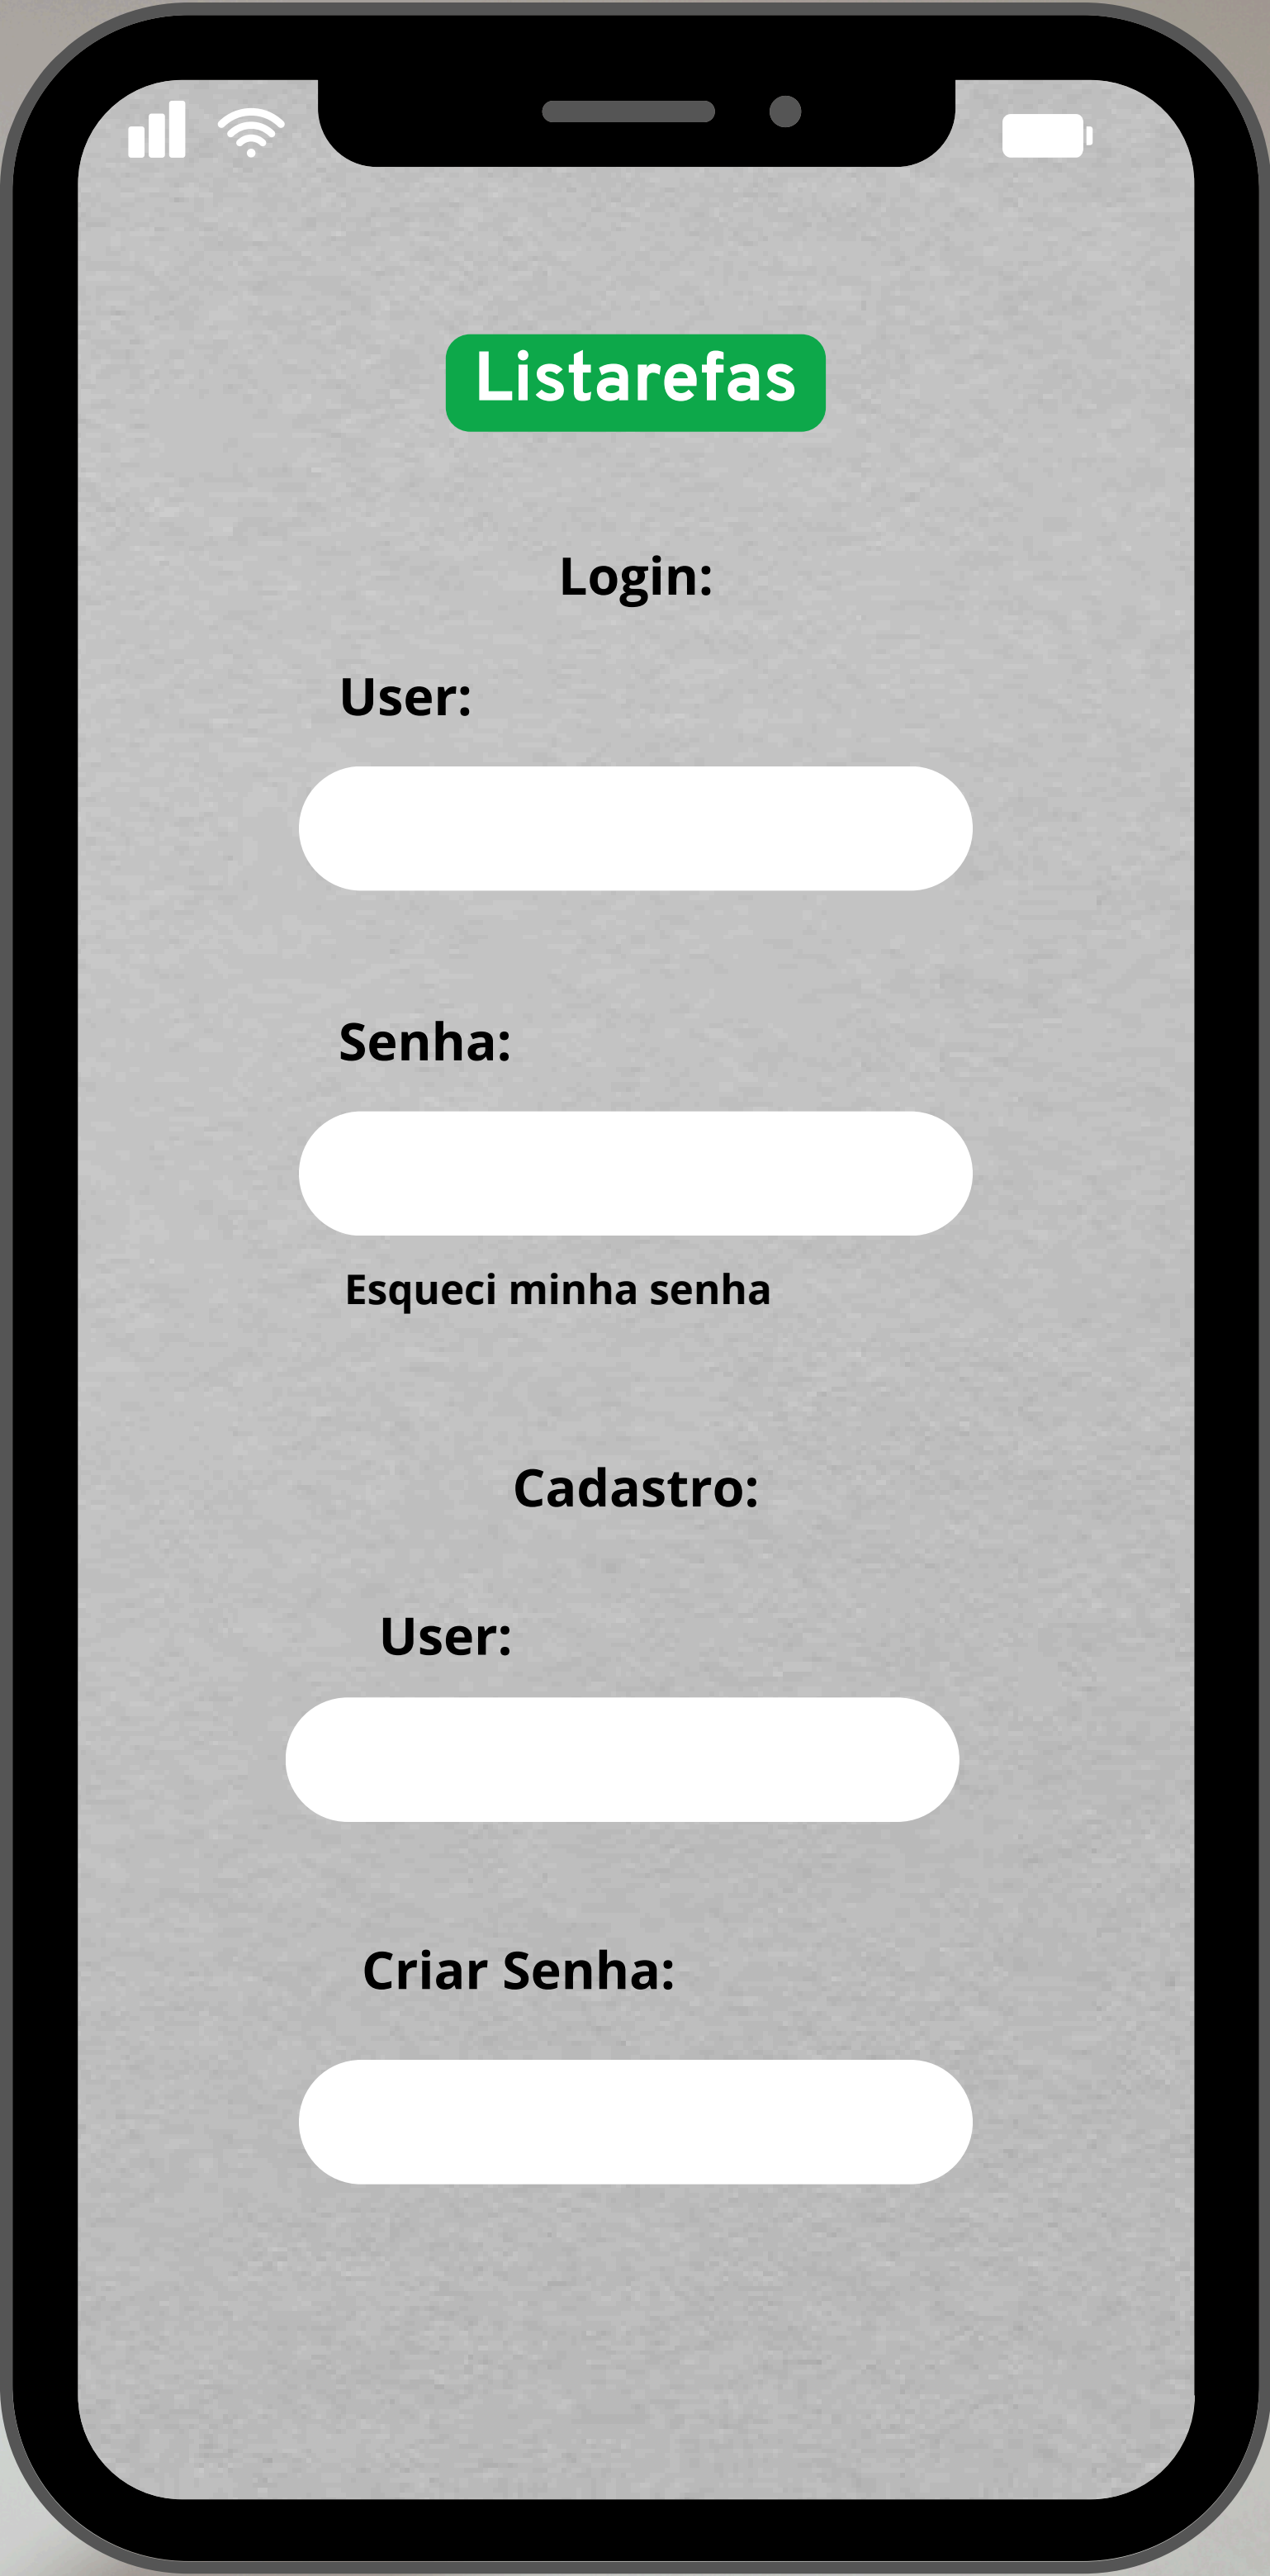 Listarefas
Login:
User:
Senha:
Esqueci minha senha
Cadastro:
User:
Criar Senha: